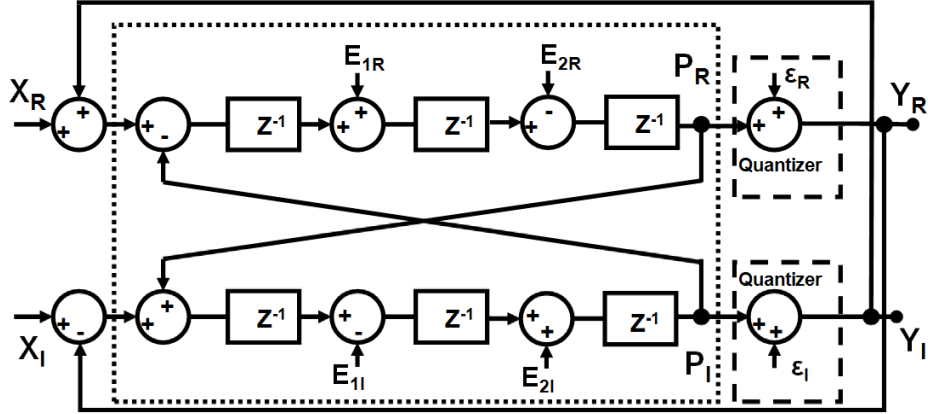 E1R
E2R
PR
εR
XR
YR
+ +
+ -
z-1
+ +
z-1
+ -
z-1
+ +
Quantizer
Quantizer
XI
+ -
+ +
z-1
+ -
z-1
+ +
z-1
+ +
E1I
E2I
PI
εI
YI